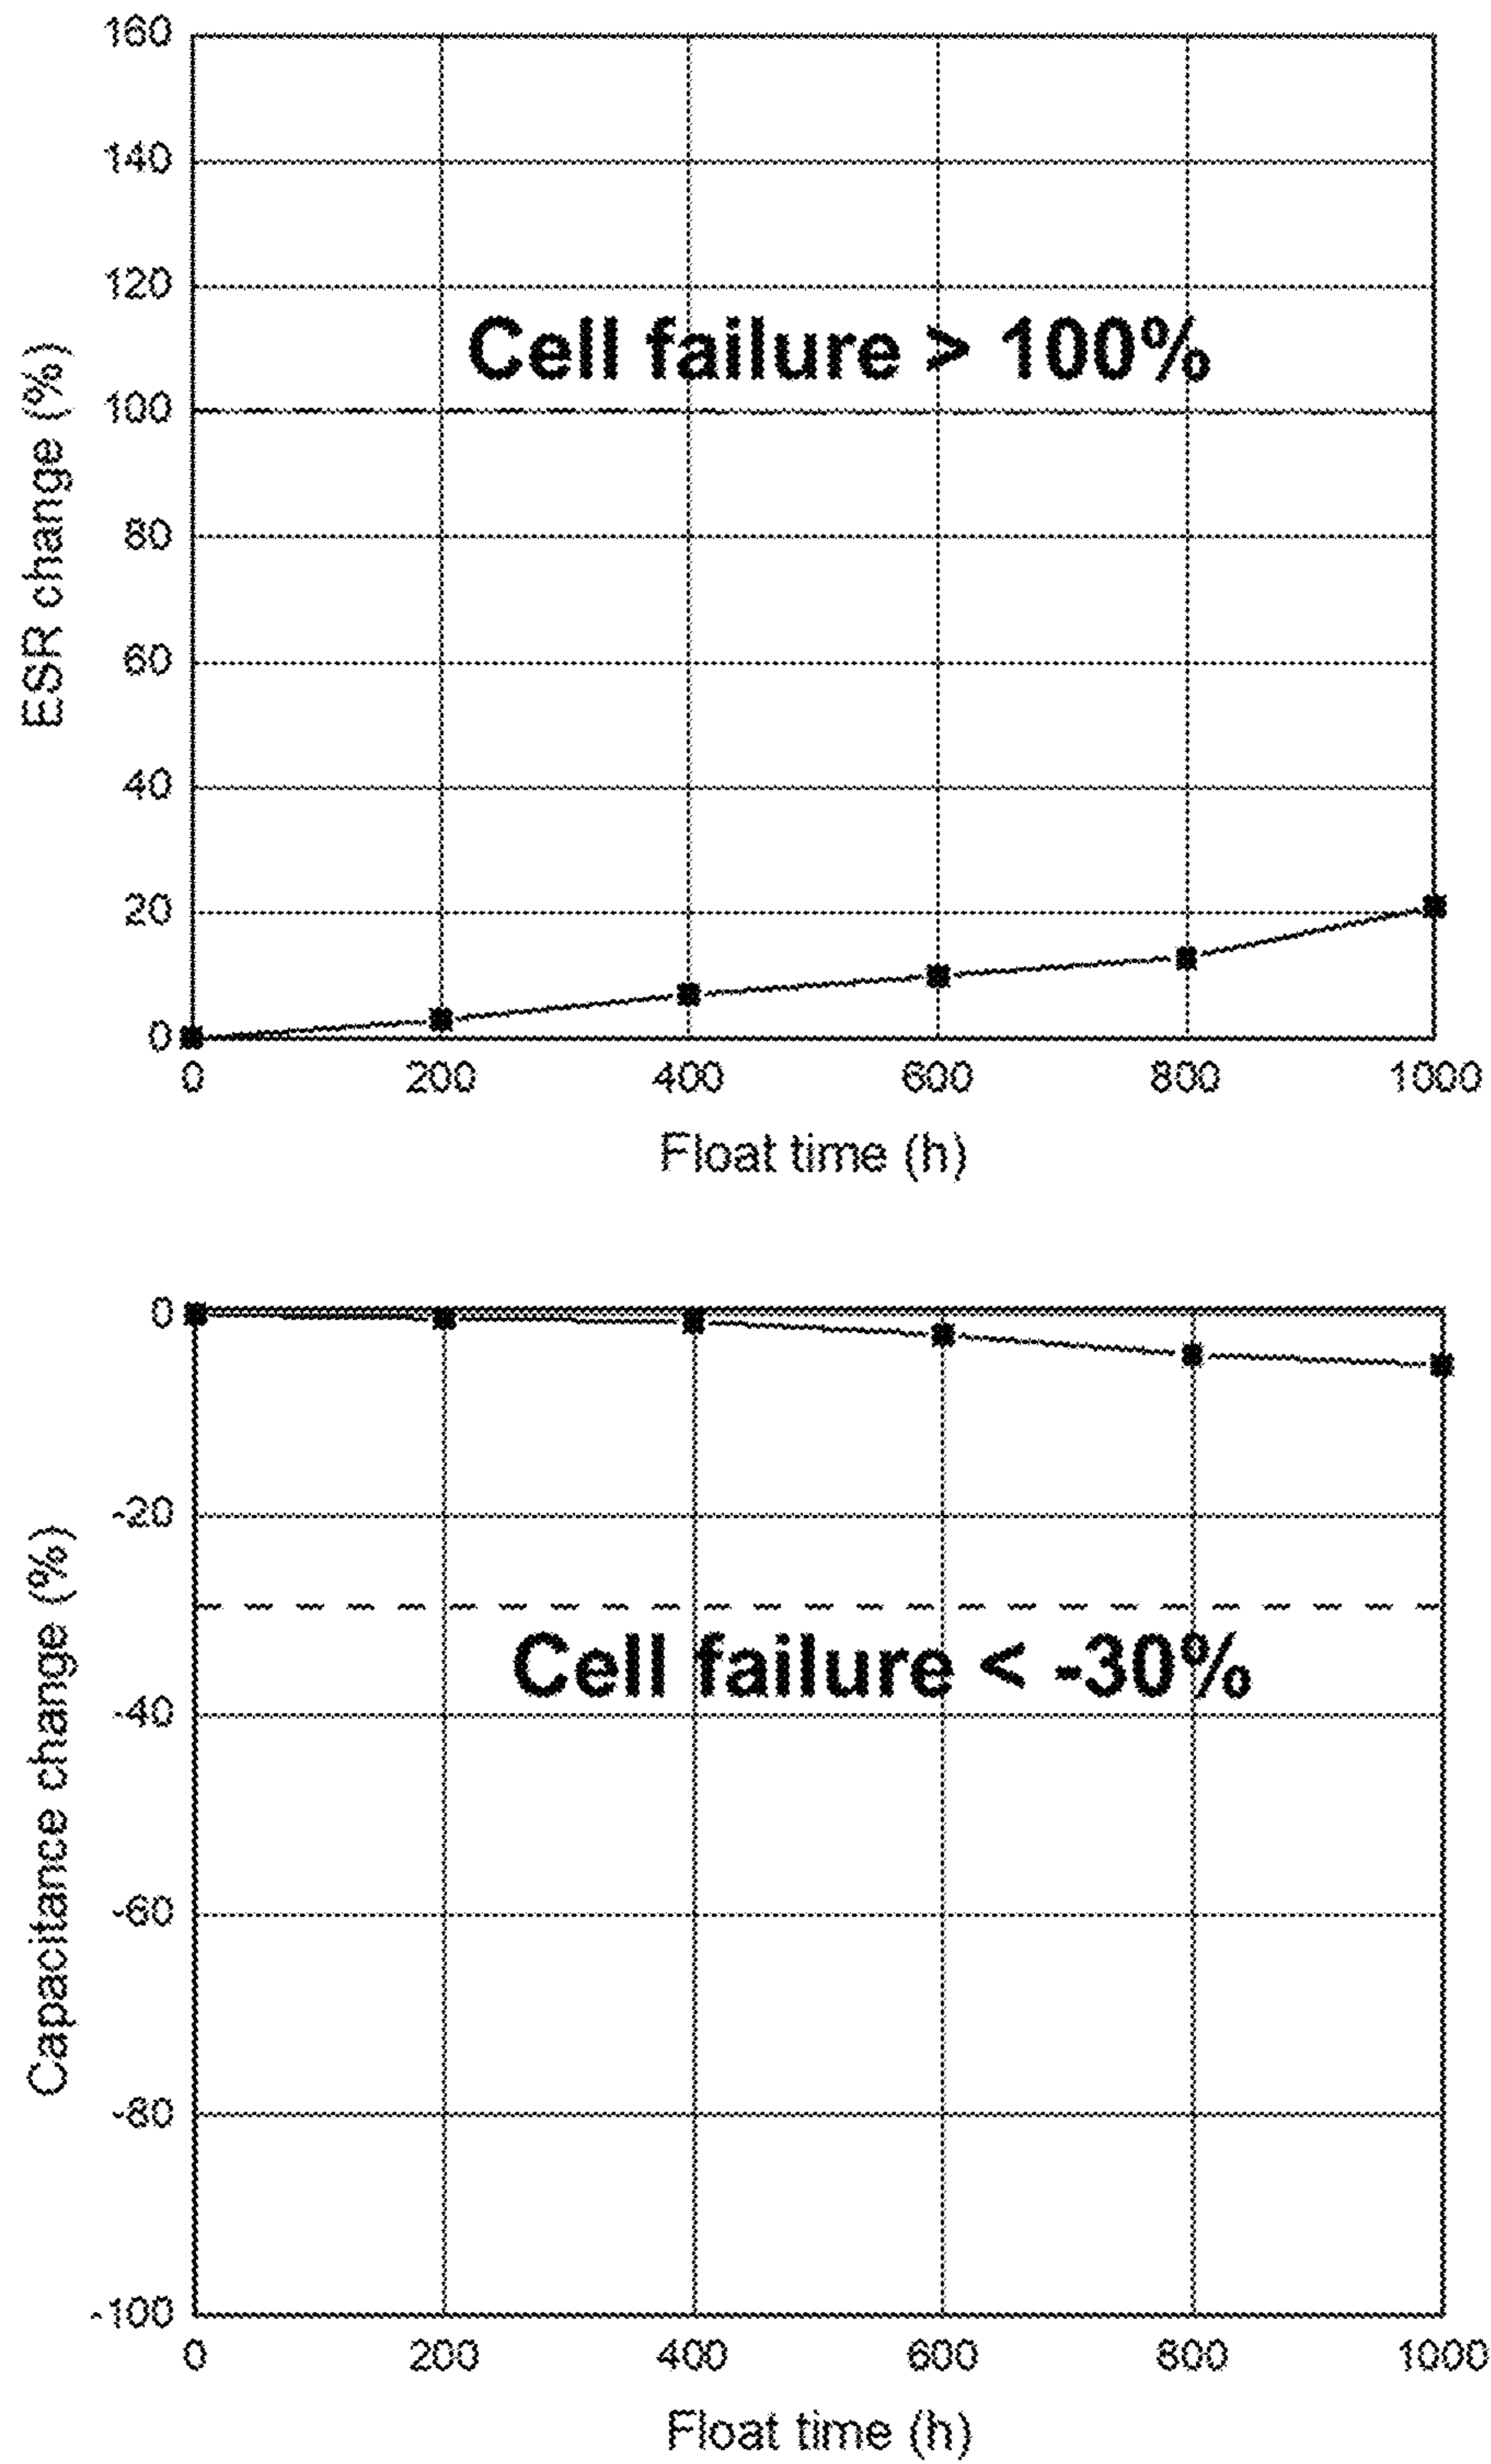 160
140
120
Cell failure > 100%
100
80
60
40
20
0
ESR change (%)
0 200 400 600 800 1000
Float time (h)
0
-20
Cell failure < -30%
-40
-60
-80
-100
Capacitance change (%)
0 200 400 600 800 1000
Float time (h)